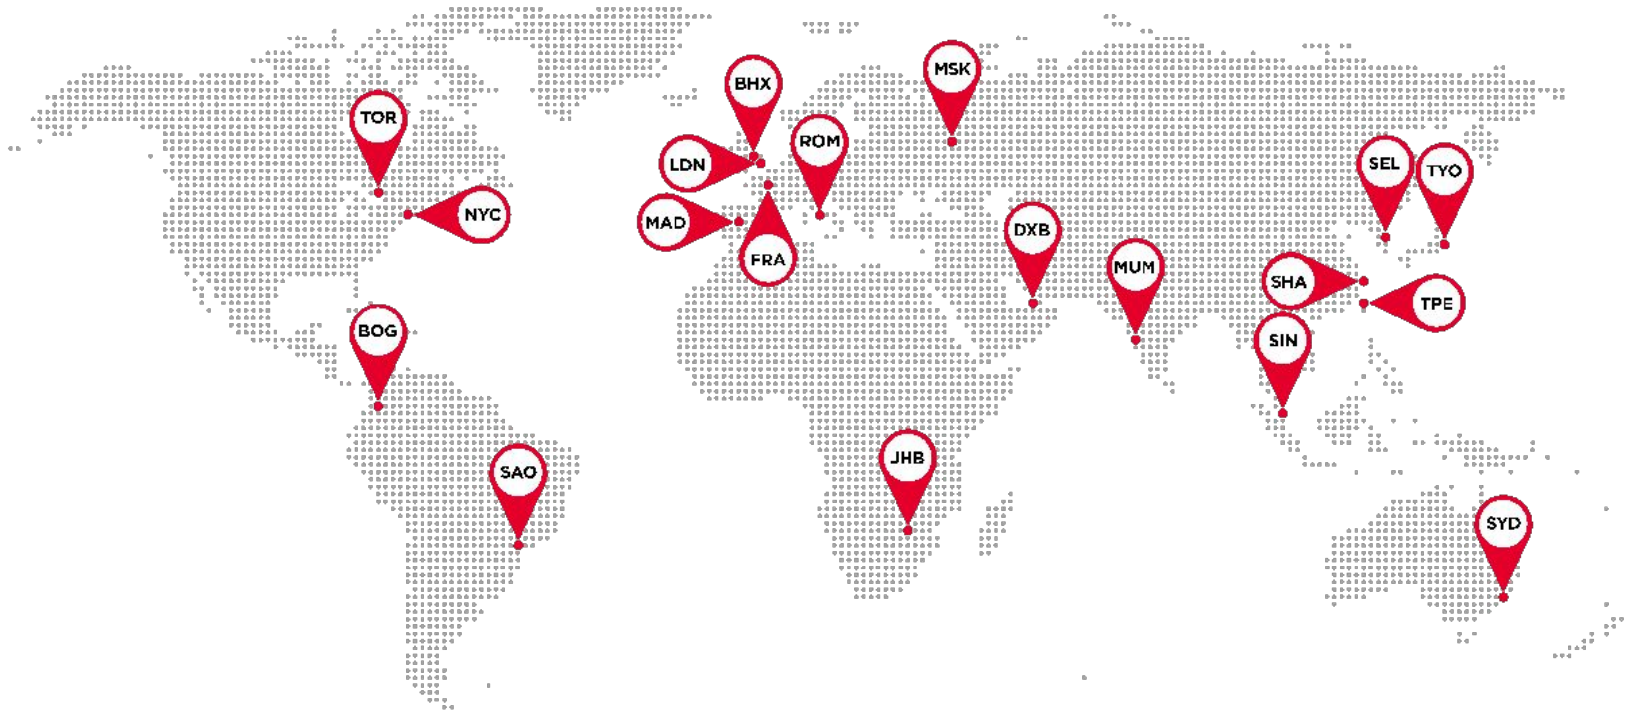 MSK
BHX
TOR
ROM
LDN
SEL
TYO
NYC
MAD
DXB
FRA
MUM
SHA
TPE
BOG
SIN
JHB
SAO
SYD